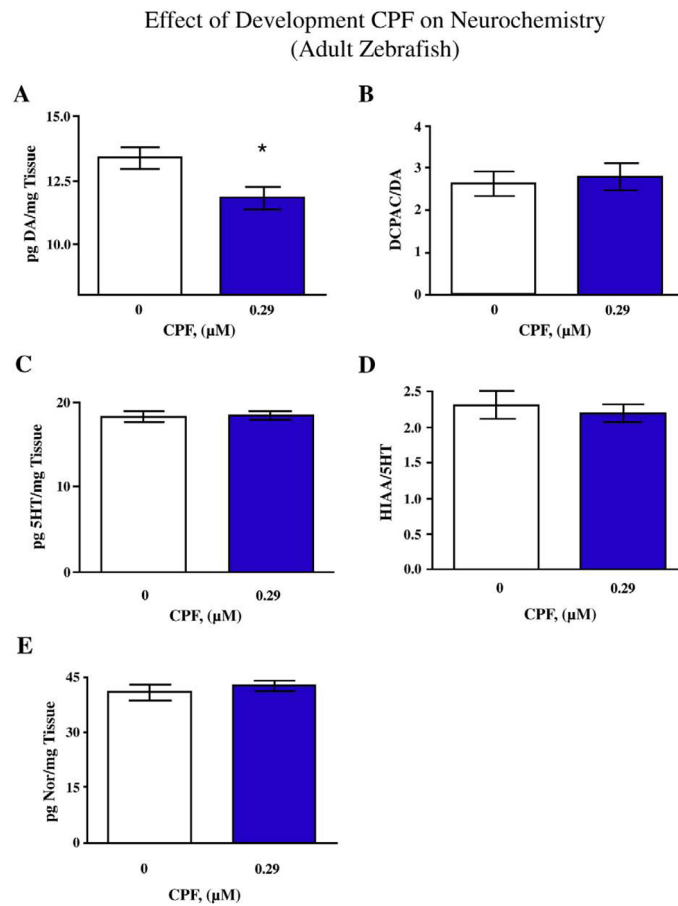 Effect of Development CPF on Neurochemistry
(Adult Zebrafish)
A
15.0
12.5
10.0
pg DA/mg Tissue
*
0
0.29
CPF, (µM)
B
4
3
2
1
0
DCPAC/DA
0
0.29
CPF, (µM)
C
20
10
0
pg 5HT/mg Tissue
0
0.29
CPF, (µM)
D
2.5
2.0
1.5
1.0
0.5
0.0
HIAA/5HT
0
0.29
CPF, (µM)
E
45
30
15
0
pg Nor/mg Tissue
0
0.29
CPF, (µM)